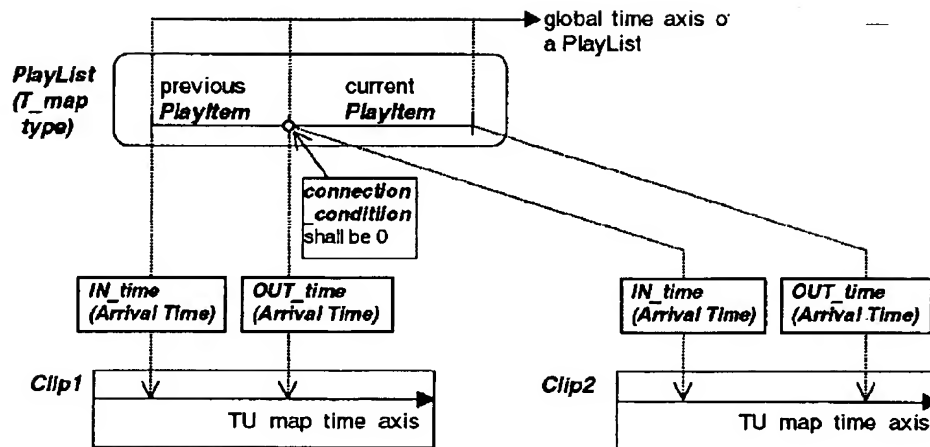 global time axis o
a PlayList
PlayList
(T_map
type)
previous
PlayItem
current
PlayItem
connection
_condition
shall be 0
IN_time
(Arrival Time)
OUT_time
(Arrival Time)
IN_time
(Arrival Time)
OUT_time
(Arrival Time)
Clip1
TU map time axis
Clip2
TU map time axis